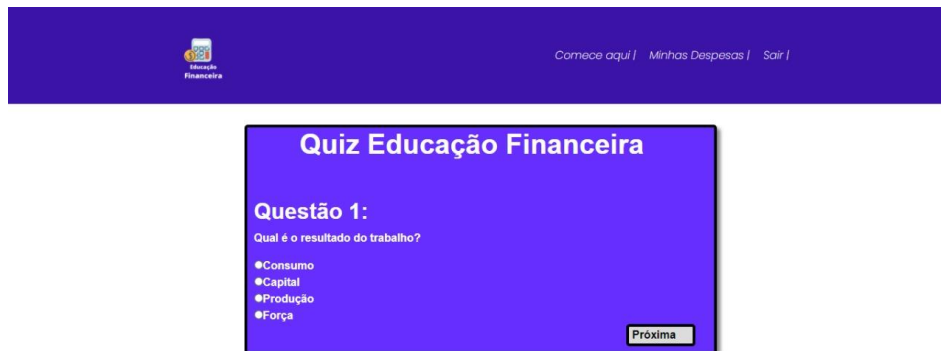 Educação
Financeira
Comece aqui | Minhas Despesas | Sair |
Quiz Educação Financeira
Questão 1:
Qual é o resultado do trabalho?
Consumo
Capital
Produção
Força
Próxima